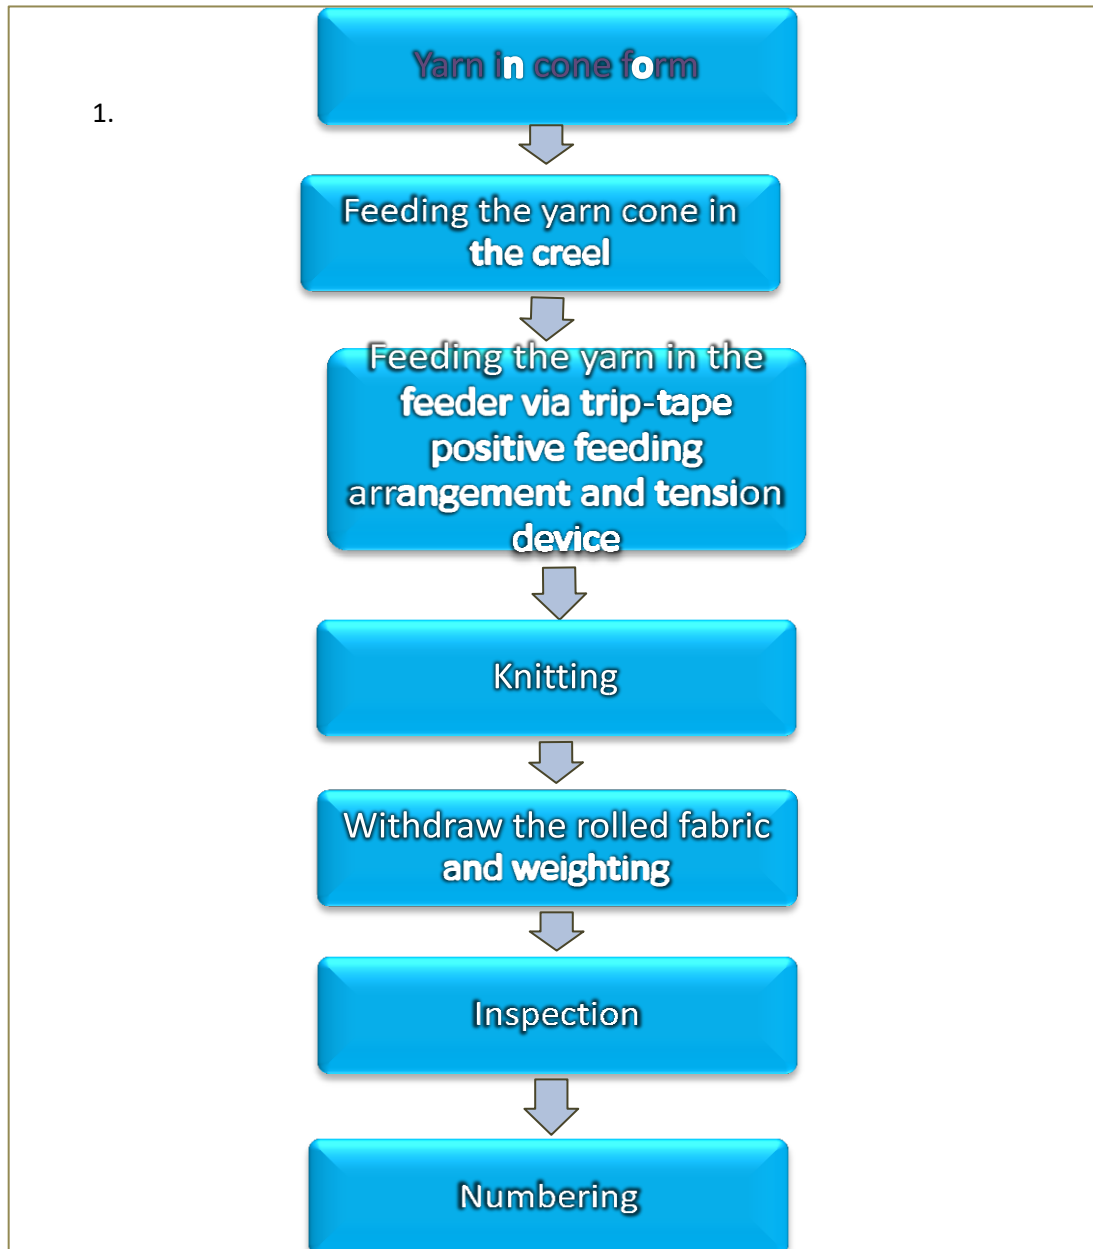 Yarn in cone form
1.
Feeding the yarn cone in
the creel
Feeding the yarn in the
feeder via trip-tape
positive feeding
arrangement and tension
device
Knitting
Withdraw the rolled fabric
and weighting
Inspection
Numbering